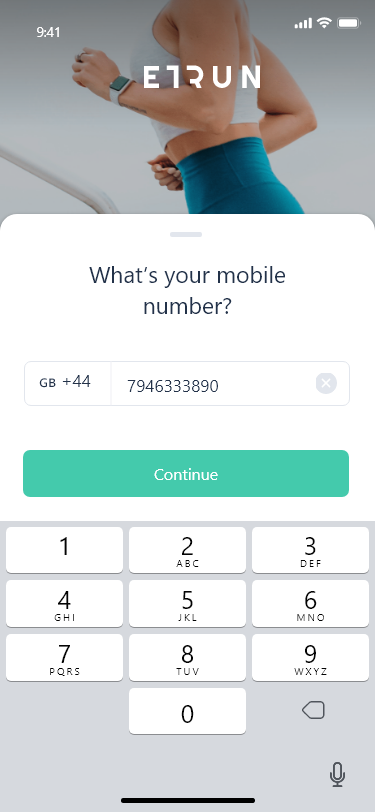 9:41
ETRUN
What's your mobile
number?
GB +44
7946333890
Continue
1
2
ABC
3
DEF
4
GHI
5
JKL
6
MNO
7
PQRS
8
TUV
9
WXYZ
0